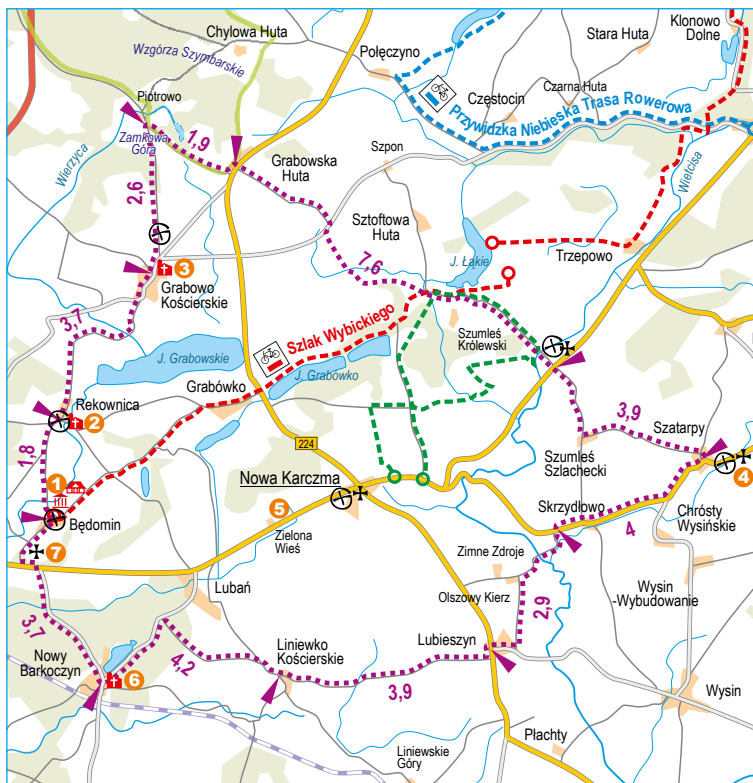 Chylowa Huta
Wzgórza Szymbarskie
Połęczyno
Stara Huta
Klonowo
Dolne
Piotrowo
Częstocin
Czarna Huta
Przywidzka Niebieska Trasa Rowerowa
Zamkowa
Góra
1,9
Wierzyca
Grabowska
Huta
Szpon
Wietcisa
2,6
Sztoftowa
Huta
J. Łąkie
Trzepowo
3
Grabowo
Kościerskie
7,6
3,7
Szlak Wybickiego
Szumleś
Królewski
J. Grabowskie
J. Grabówko
Grabówko
Rekownica
2
3,9
Szatarpy
1,8
224
Szumleś
Szlachecki
4
1
Nowa Karczma
Skrzydłowo
4
Chrósty
Wysińskie
Będomin
5
Zielona
Wieś
7
Zimne Zdroje
Lubań
Olszowy Kierz
2,9
Wysin
-Wybudowanie
3,7
Liniewko
Kościerskie
Lubieszyn
Nowy
Barkoczyn
6
4,2
3,9
Wysin
Płachty
Liniewskie
Góry